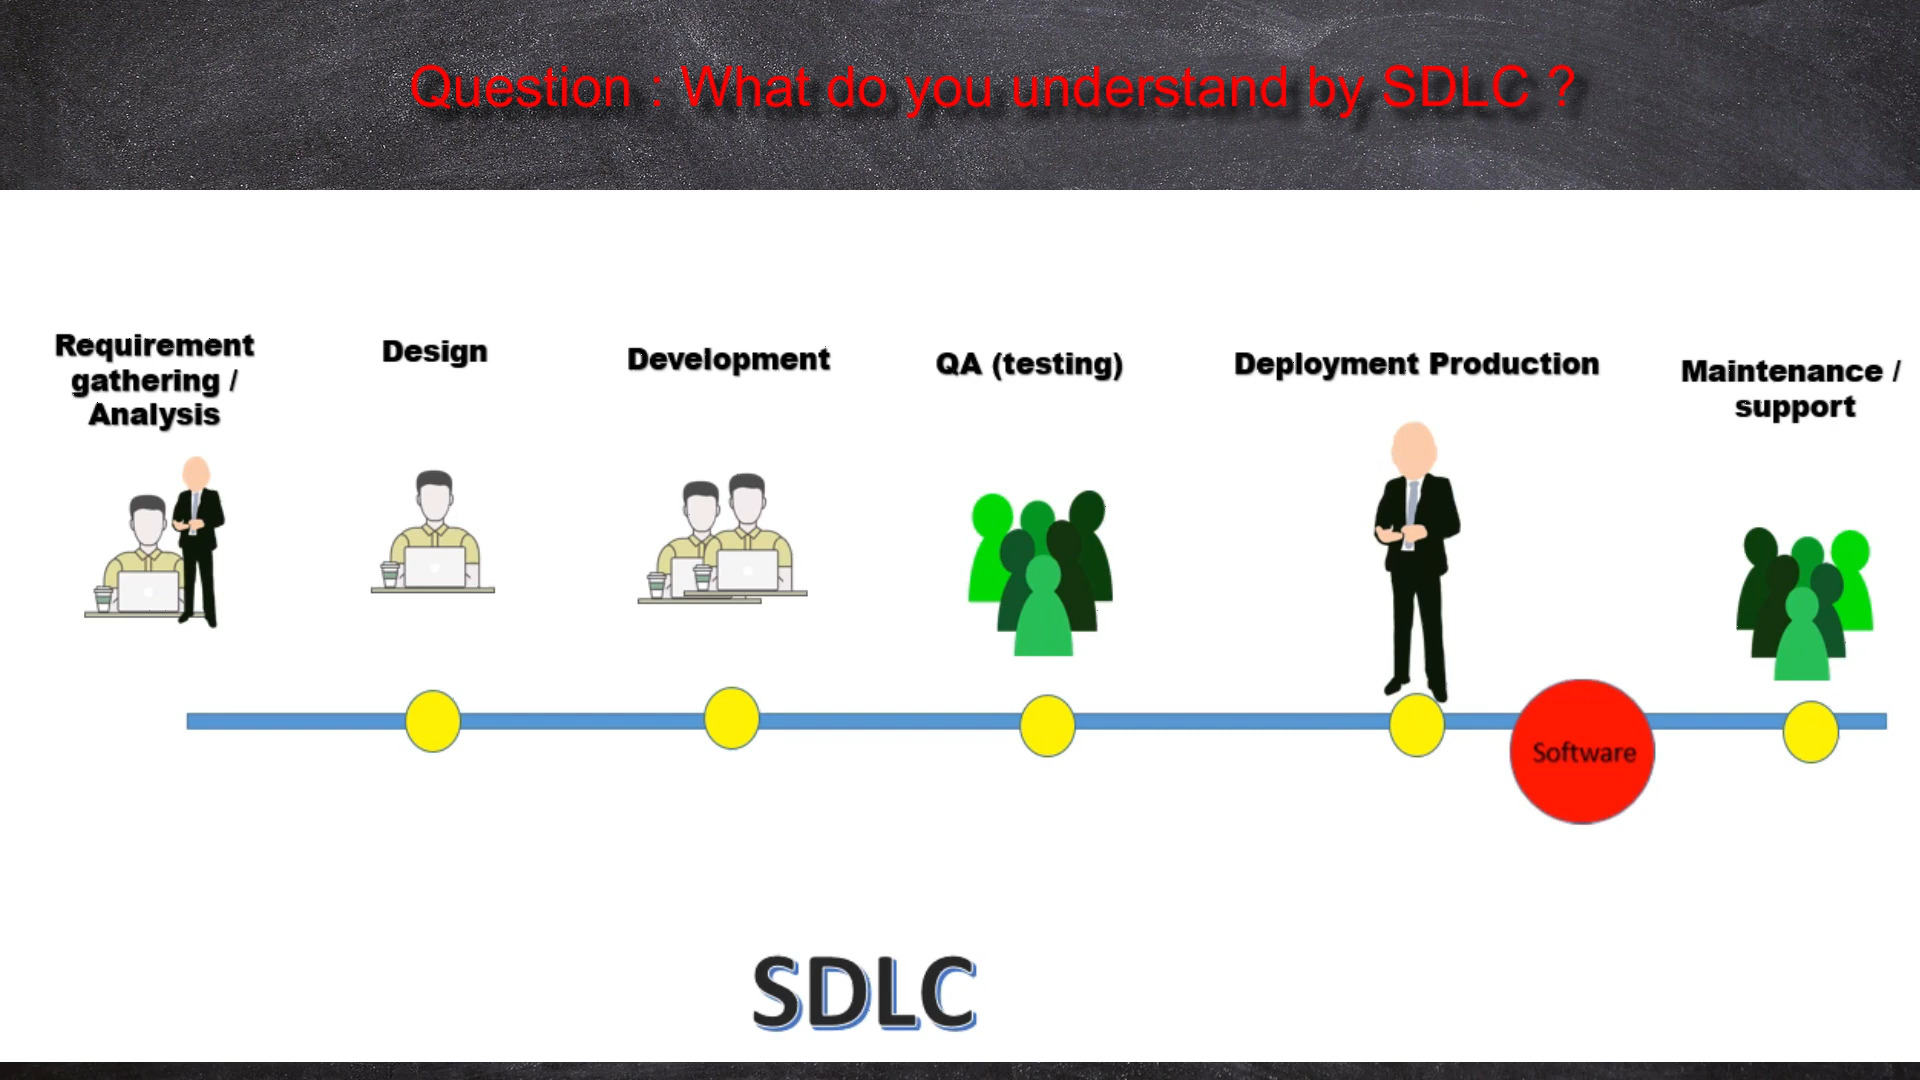 Question : What do you understand by SDLC ?
Requirement
gathering /
Analysis
Design
Development
QA (testing)
Deployment Production
Maintenance /
support
Software
SDLC